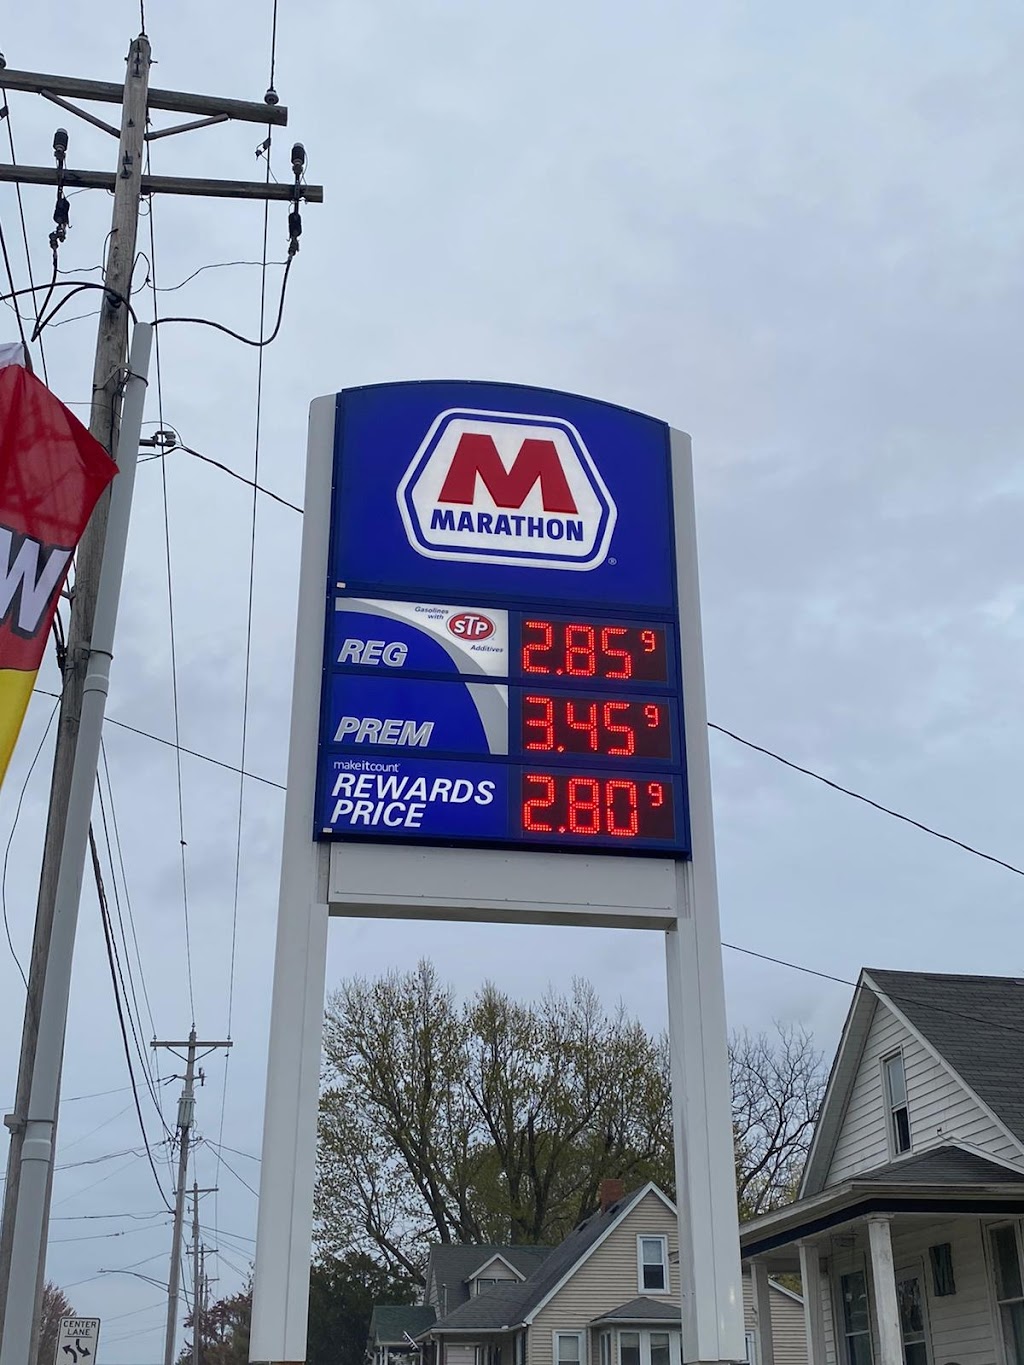 M
MARATHON
®
Gasolines
with
STP
Additives
REG
2.85 9
PREM
3.45 9
makeitcount
REWARDS
PRICE
2.80 9
W
CENTER
LANE